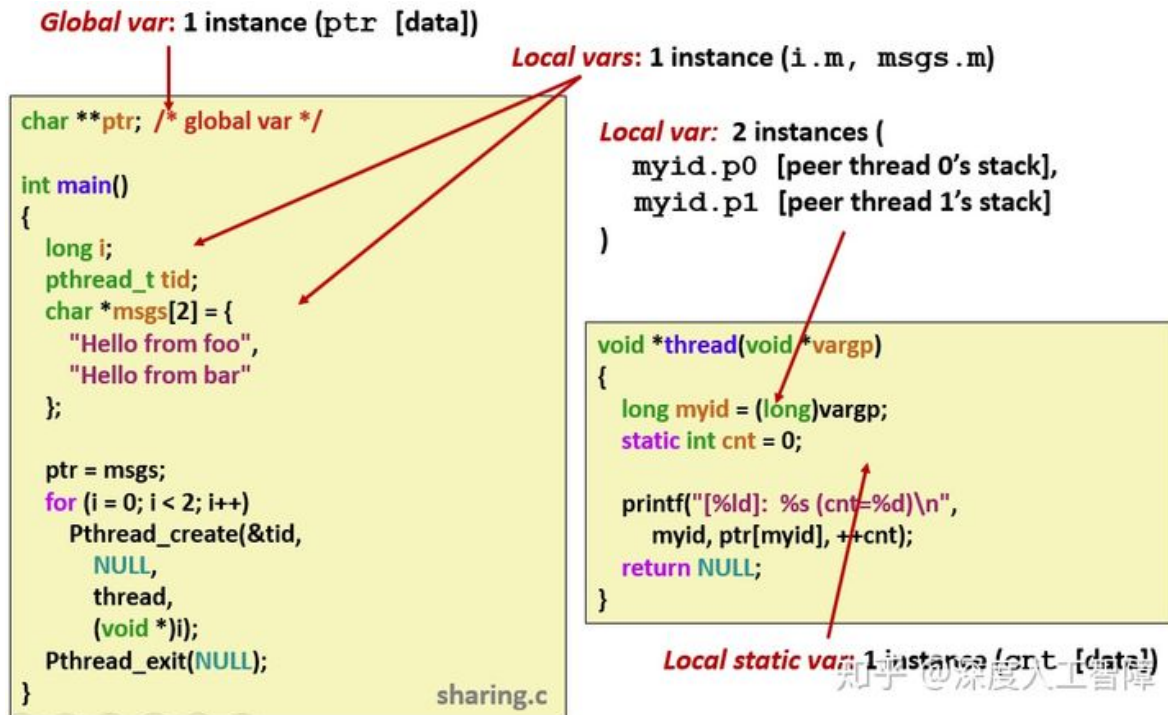 Global var: 1 instance (ptr [data])
Local vars: 1 instance (i.m, msgs.m)
char **ptr; /* global var */
int main()
{
long i;
pthread_t tid;
char *msgs[2] = {
"Hello from foo",
"Hello from bar"
};
ptr = msgs;
for (i = 0; i < 2; i++)
Pthread_create(&tid,
NULL,
thread,
(void *)i);
Pthread_exit(NULL);
}
sharing.c
Local var: 2 instances (
myid.p0 [peer thread 0’s stack],
myid.p1 [peer thread 1’s stack]
)
void *thread(void *vargp)
{
long myid = (long)vargp;
static int cnt = 0;
printf("[%ld]: %s (cnt=%d)\n",
myid, ptr[myid], ++cnt);
return NULL;
}
Local static var: 1 instance (cnt [data])
知乎 @深度人工智障